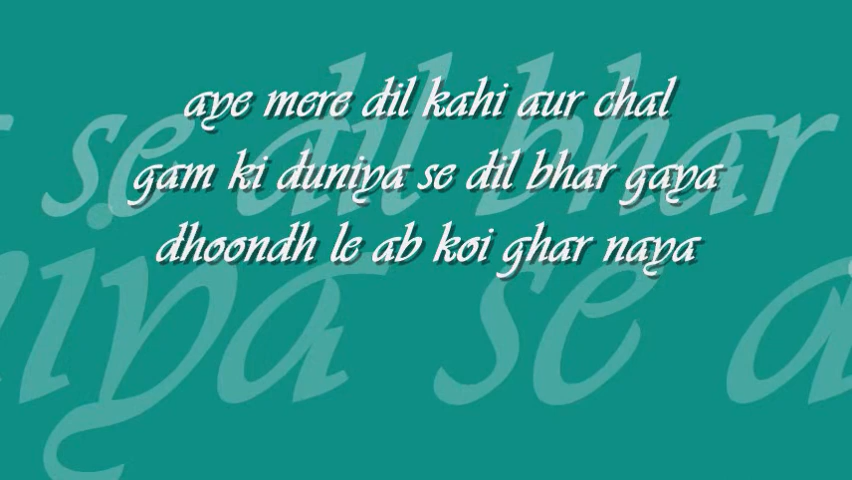 aye mere dil kahi aur chal
gam ki duniya se dil bhar gaya
dhoondh le ab koi ghar naya
se dil bhar
niya se a